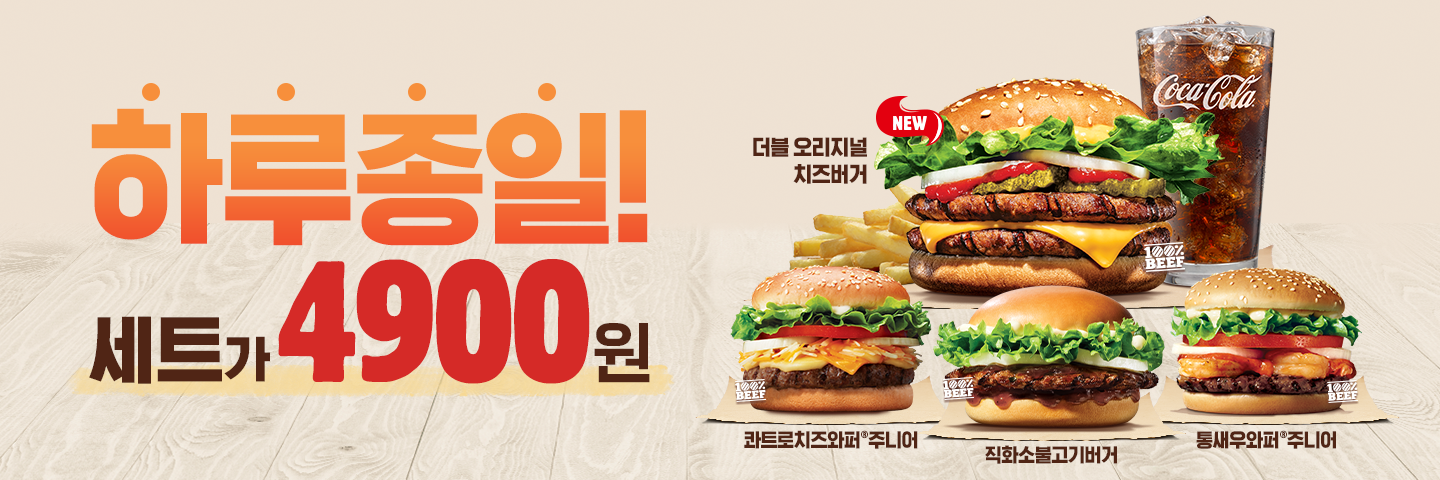 하루종일!
세트가 4900원
NEW
더블 오리지널
치즈버거
Coca-Cola
100%
BEEF
100%
BEEF
콰트로치즈와퍼®주니어
100%
BEEF
직화소불고기버거
100%
BEEF
통새우와퍼®주니어